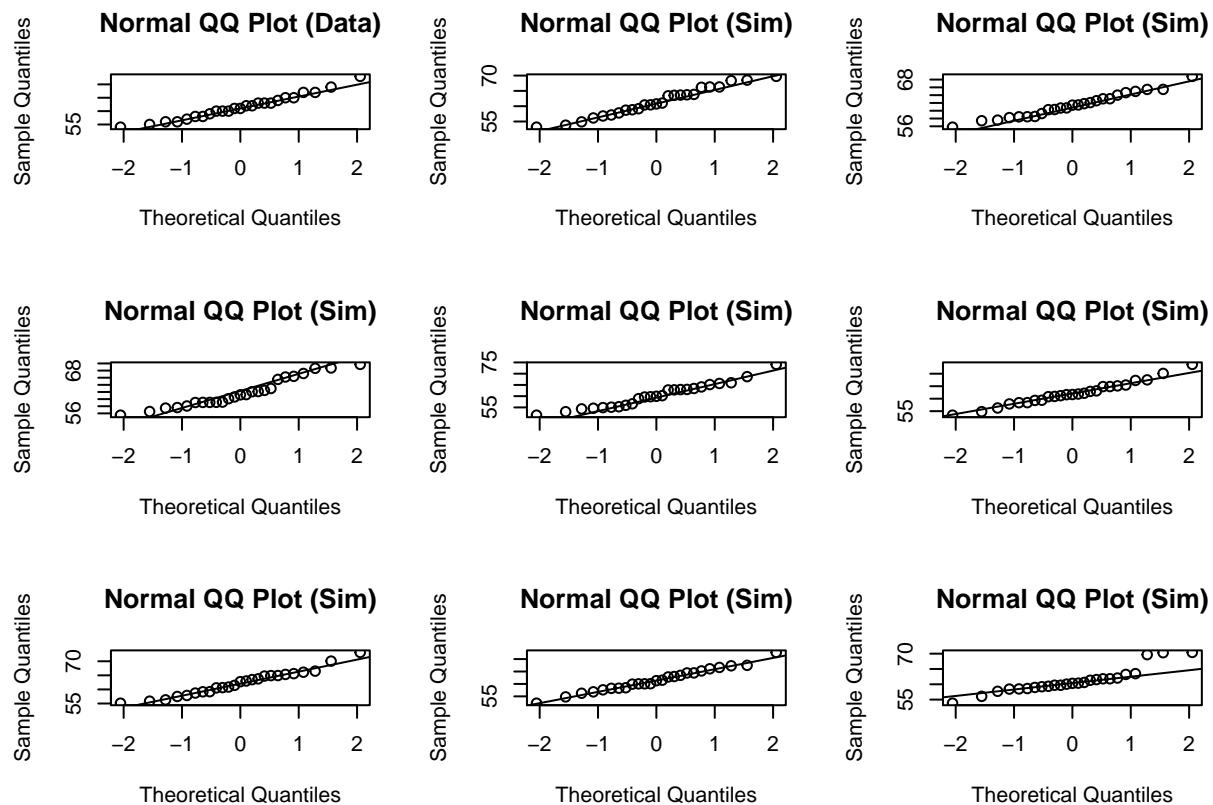 Normal QQ Plot (Data)
Sample Quantiles
55
−2 −1 0 1 2
Theoretical Quantiles
Normal QQ Plot (Sim)
Sample Quantiles
55 70
−2 −1 0 1 2
Theoretical Quantiles
Normal QQ Plot (Sim)
Sample Quantiles
56 68
−2 −1 0 1 2
Theoretical Quantiles
Normal QQ Plot (Sim)
Sample Quantiles
56 68
−2 −1 0 1 2
Theoretical Quantiles
Normal QQ Plot (Sim)
Sample Quantiles
55 75
−2 −1 0 1 2
Theoretical Quantiles
Normal QQ Plot (Sim)
Sample Quantiles
55
−2 −1 0 1 2
Theoretical Quantiles
Normal QQ Plot (Sim)
Sample Quantiles
55 70
−2 −1 0 1 2
Theoretical Quantiles
Normal QQ Plot (Sim)
Sample Quantiles
55
−2 −1 0 1 2
Theoretical Quantiles
Normal QQ Plot (Sim)
Sample Quantiles
55 70
−2 −1 0 1 2
Theoretical Quantiles